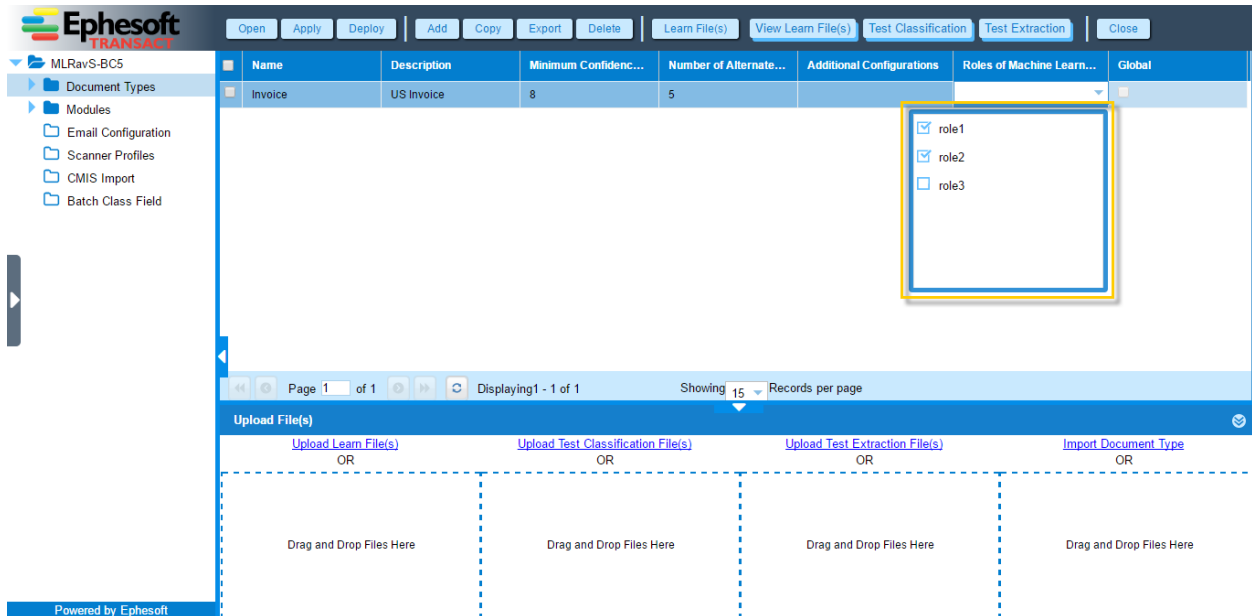 Ephesoft
TRANSACT
Open Apply Deploy Add Copy Export Delete Learn File(s) View Learn File(s) Test Classification Test Extraction Close
MLRavS-BC5
Document Types
Modules
Email Configuration
Scanner Profiles
CMIS Import
Batch Class Field
Name Description Minimum Confidenc... Number of Alternate... Additional Configurations Roles of Machine Learn... Global
Invoice US Invoice 8 5
role1
role2
role3
Page 1 of 1 Displaying1 - 1 of 1 Showing 15 Records per page
Upload File(s)
Upload Learn File(s) Upload Test Classification File(s) Upload Test Extraction File(s) Import Document Type
OR OR OR OR
Drag and Drop Files Here Drag and Drop Files Here Drag and Drop Files Here Drag and Drop Files Here
Powered by Ephesoft